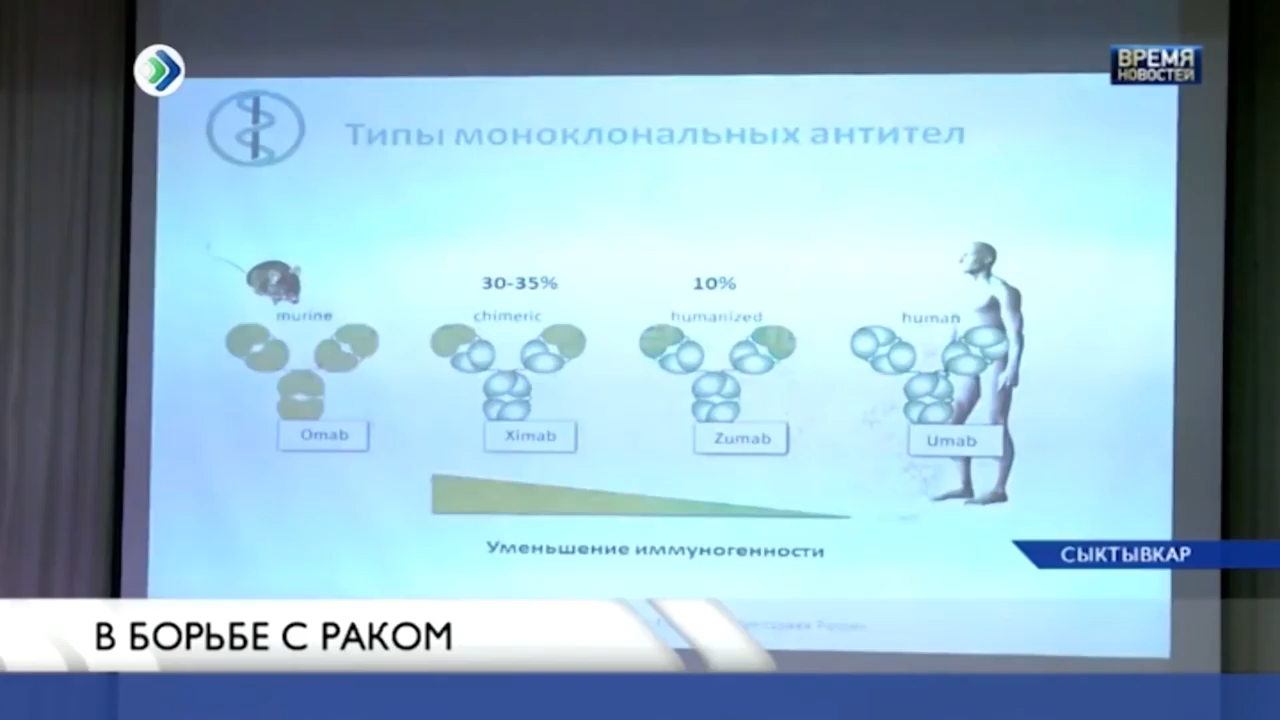 ВРЕМЯ
НОВОСТЕЙ
Типы моноклональных антител
30-35%
10%
murine
chimeric
humanized
human
Omab
Ximab
Zumab
Umab
Уменьшение иммуногенности
СЫКТЫВКАР
В БОРЬБЕ С РАКОМ